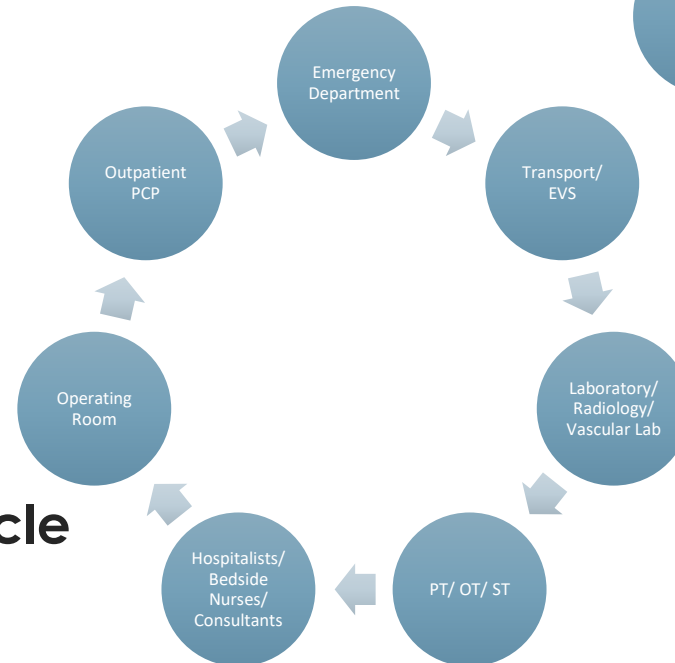 Emergency
Department
Transport/
EVS
Laboratory/
Radiology/
Vascular Lab
PT/ OT/ ST
Hospitalists/
Bedside
Nurses/
Consultants
Operating
Room
Outpatient
PCP
cle